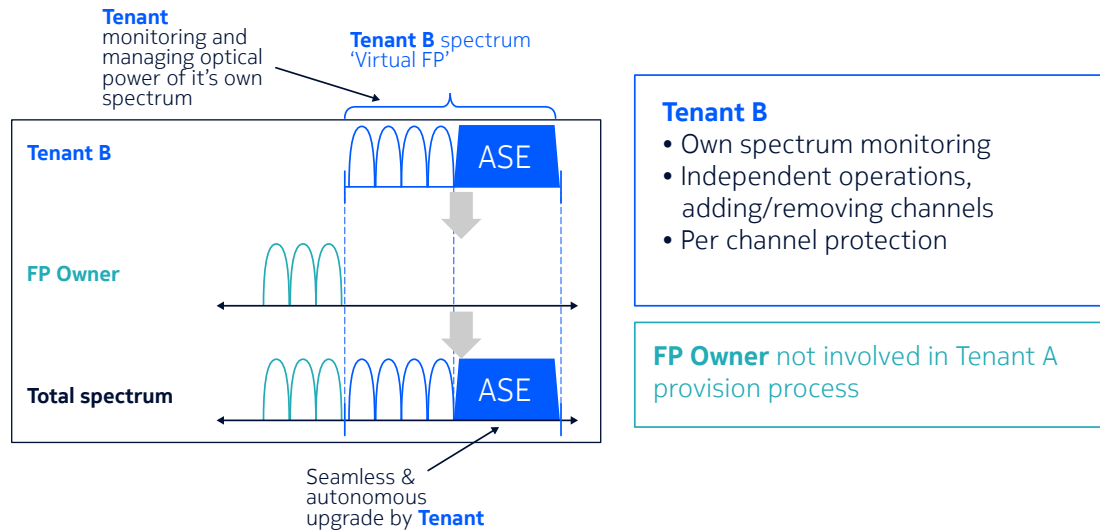 Tenant
monitoring and
managing optical
power of it's own
spectrum
Tenant B spectrum
'Virtual FP'
Tenant B
ASE
FP Owner
Total spectrum
ASE
Seamless &
autonomous
upgrade by Tenant
Tenant B
• Own spectrum monitoring
• Independent operations,
adding/removing channels
• Per channel protection
FP Owner not involved in Tenant A
provision process